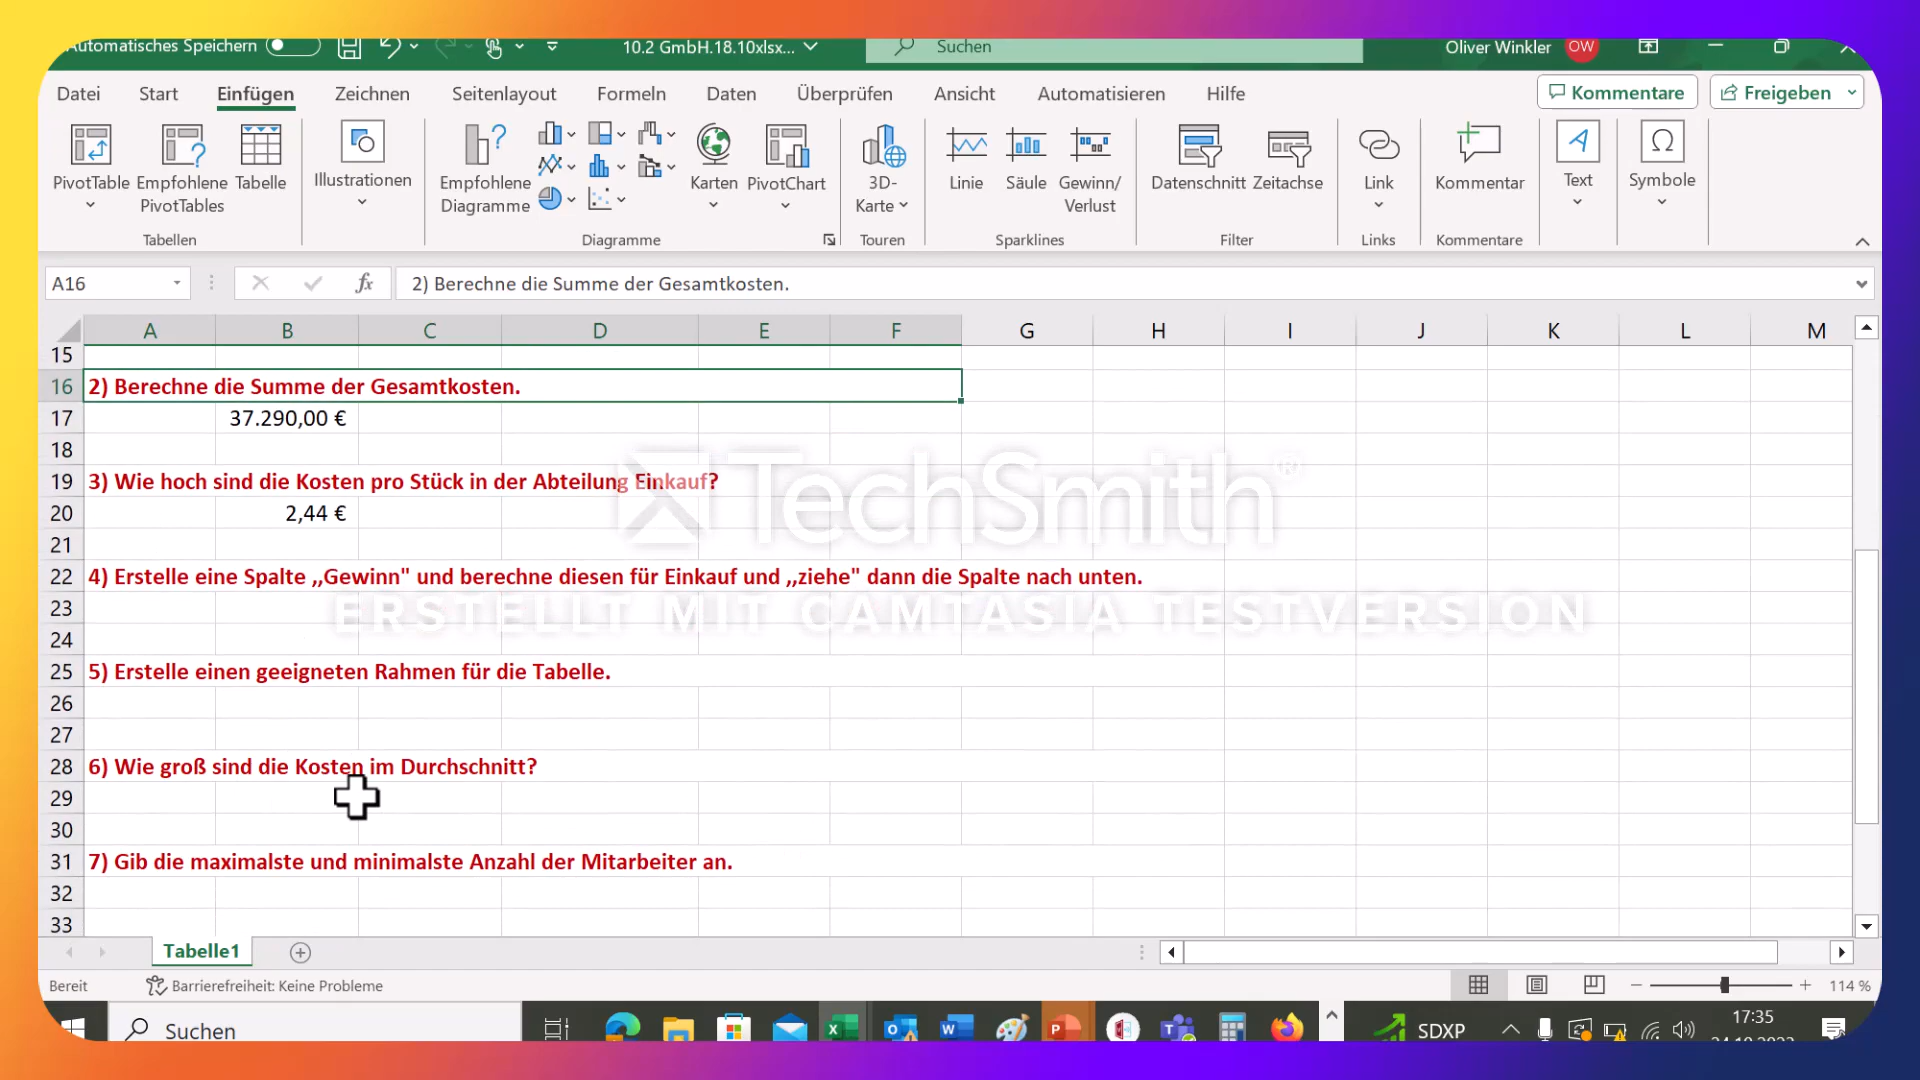 Automatisches Speichern 10.2 GmbH.18.10xlsx... Suchen Oliver Winkler OW
Datei Start Einfügen Zeichnen Seitenlayout Formeln Daten Überprüfen Ansicht Automatisieren Hilfe Kommentare Freigeben
PivotTable Empfohlene PivotTables Tabelle Illustrationen Empfohlene Diagramme Karten PivotChart 3D-Karte Linie Säule Gewinn/Verlust Datenschnitt Zeitachse Link Kommentar Text Symbole
Tabellen Diagramme Touren Sparklines Filter Links Kommentare
A16 fx 2) Berechne die Summe der Gesamtkosten.
A B C D E F G H I J K L M
15
16 2) Berechne die Summe der Gesamtkosten.
17 37.290,00 €
18
19 3) Wie hoch sind die Kosten pro Stück in der Abteilung Einkauf?
TechSmith®
20 2,44 €
21
22 4) Erstelle eine Spalte ,,Gewinn" und berechne diesen für Einkauf und ,,ziehe" dann die Spalte nach unten.
23
ERSTELLT MIT CAMTASIA TESTVERSION
24
25 5) Erstelle einen geeigneten Rahmen für die Tabelle.
26
27
28 6) Wie groß sind die Kosten im Durchschnitt?
29
30
31 7) Gib die maximalste und minimalste Anzahl der Mitarbeiter an.
32
33
Tabelle1
Bereit Barrierefreiheit: Keine Probleme 114 %
Suchen SDXP 17:35